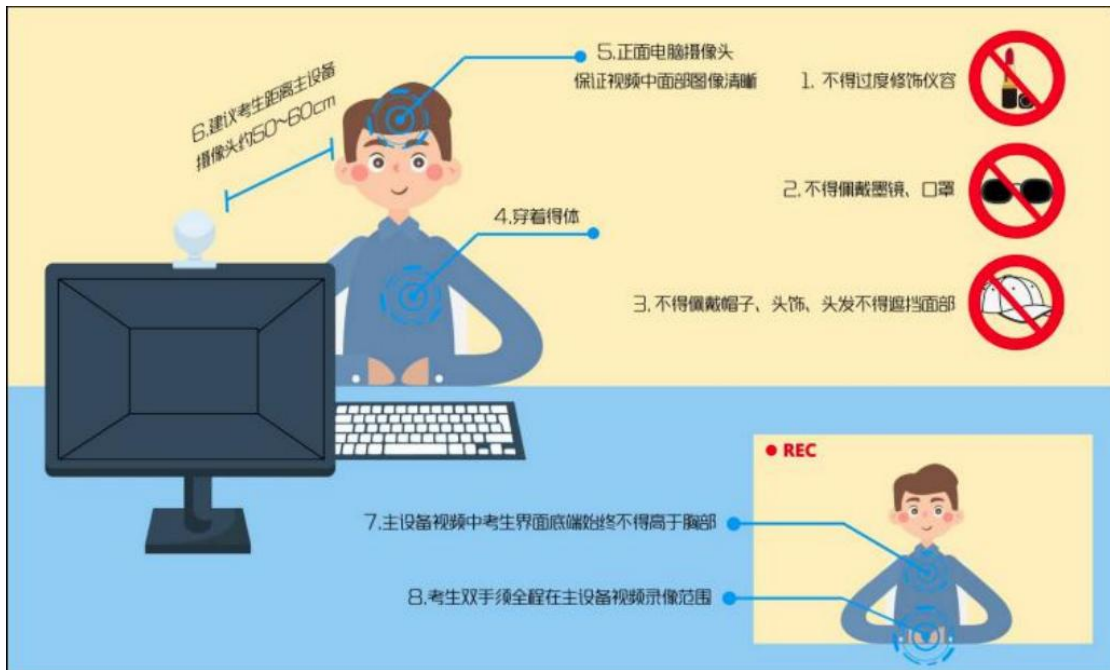 1. 不得过度修饰仪容
2. 不得佩戴墨镜、口罩
3. 不得佩戴帽子、头饰、头发不得遮挡面部
4.穿着得体
5.正面电脑摄像头
保证视频中面部图像清晰
6.建议考生距离主设备
摄像头约50~60cm
REC
7.主设备视频中考生界面底端始终不得高于胸部
8.考生双手须全程在主设备视频录像范围